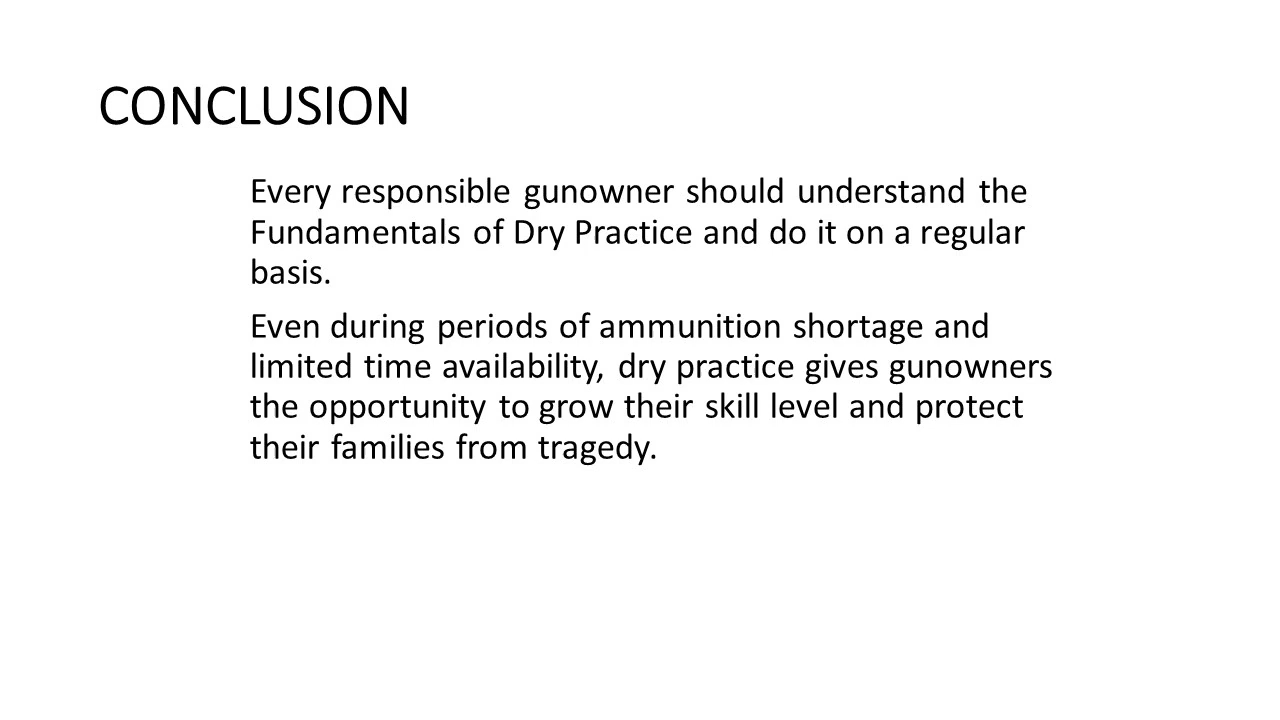 CONCLUSION
Every responsible gunowner should understand the
Fundamentals of Dry Practice and do it on a regular
basis.
Even during periods of ammunition shortage and
limited time availability, dry practice gives gunowners
the opportunity to grow their skill level and protect
their families from tragedy.